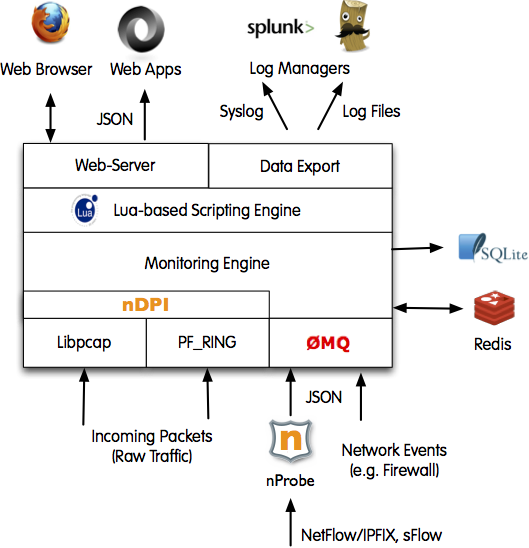 splunk>
Web Browser
Web Apps
Log Managers
JSON
Syslog
Log Files
Web-Server
Data Export
Lua
Lua-based Scripting Engine
Monitoring Engine
SQLite
nDPI
Libpcap
PF_RING
ØMQ
Redis
JSON
Incoming Packets
(Raw Traffic)
n
nProbe
Network Events
(e.g. Firewall)
NetFlow/IPFIX, sFlow